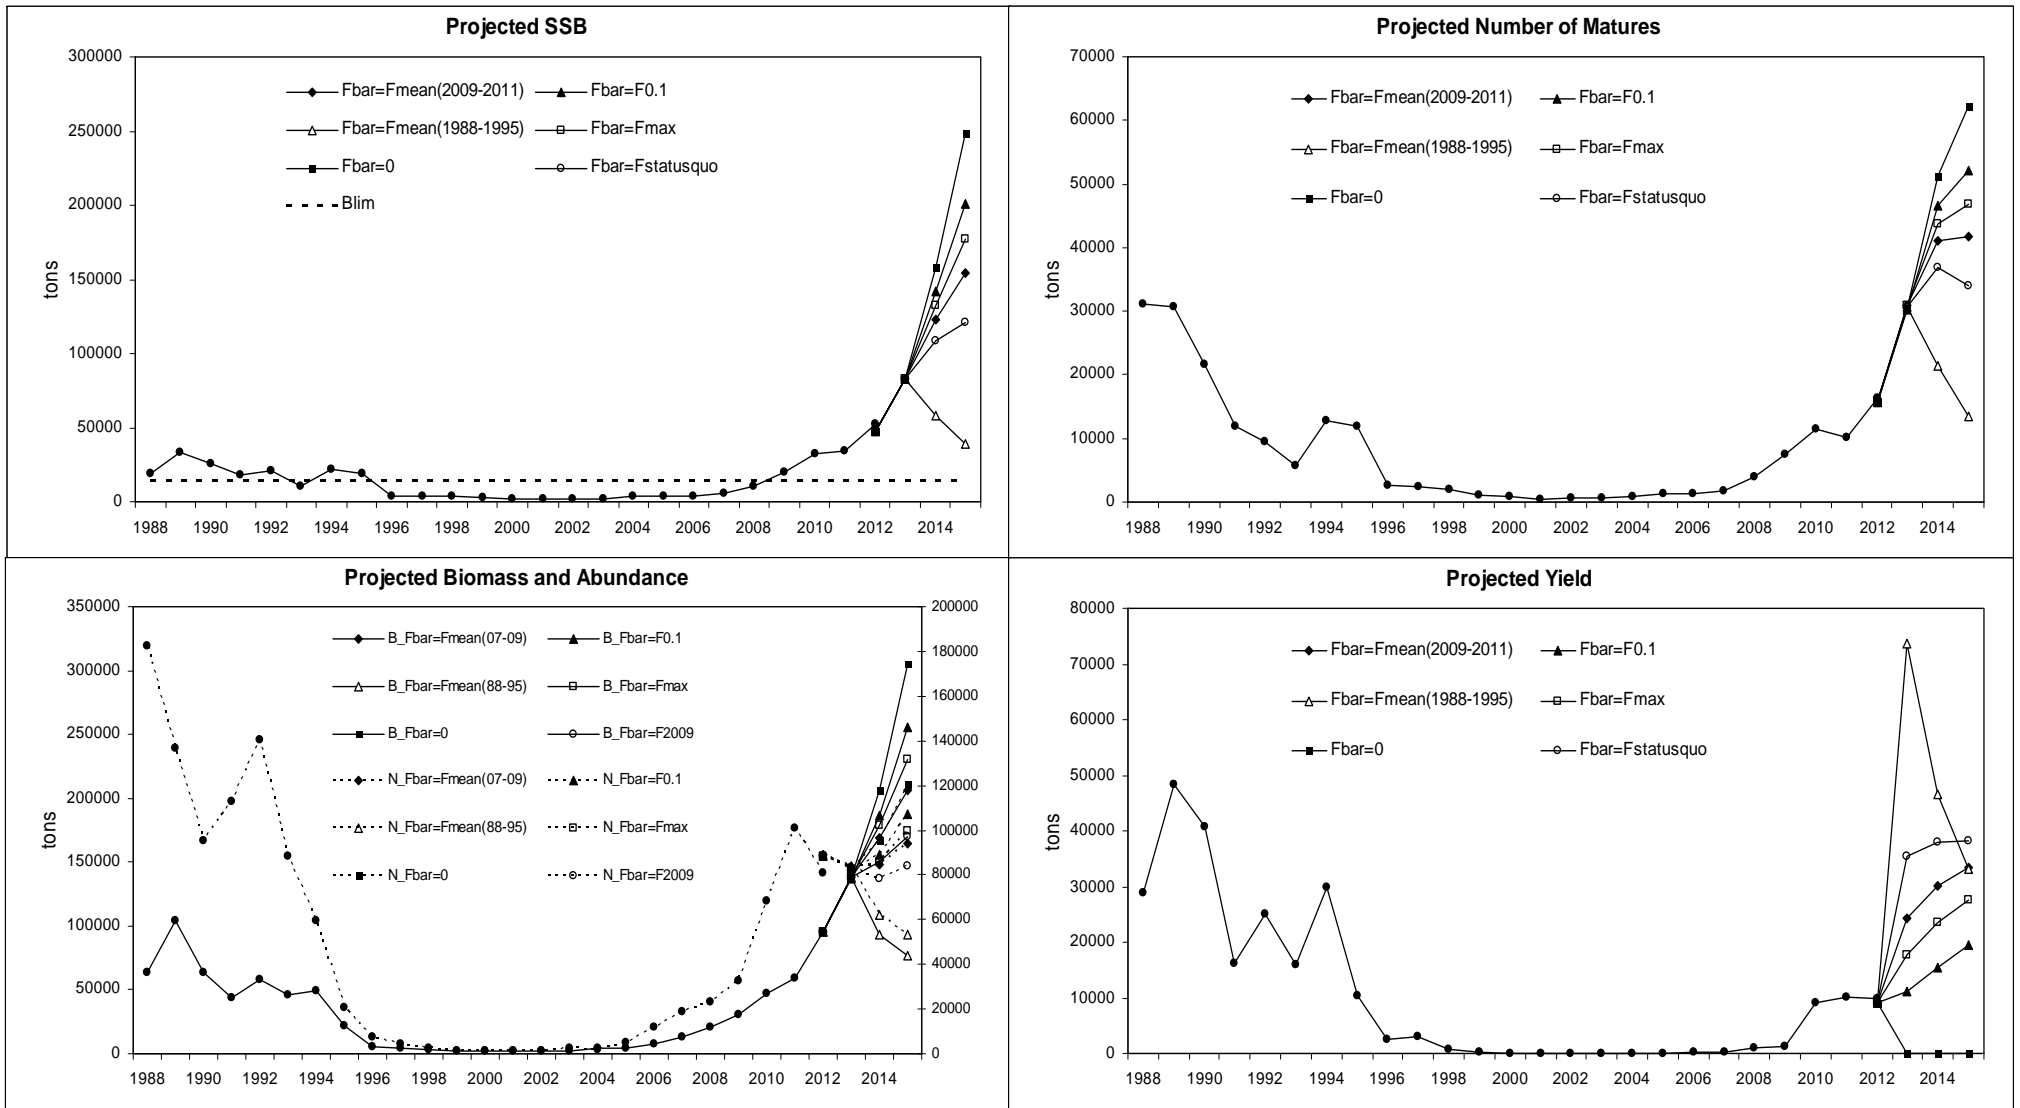 Projected SSB
300000
250000
200000
150000
100000
50000
0
tons
Fbar=Fmean(2009-2011) Fbar=F0.1
Fbar=Fmean(1988-1995) Fbar=Fmax
Fbar=0 Fbar=Fstatusquo
Blim
1988 1990 1992 1994 1996 1998 2000 2002 2004 2006 2008 2010 2012 2014
Projected Number of Matures
70000
60000
50000
40000
30000
20000
10000
0
tons
Fbar=Fmean(2009-2011) Fbar=F0.1
Fbar=Fmean(1988-1995) Fbar=Fmax
Fbar=0 Fbar=Fstatusquo
1988 1990 1992 1994 1996 1998 2000 2002 2004 2006 2008 2010 2012 2014
Projected Biomass and Abundance
350000
300000
250000
200000
150000
100000
50000
0
tons
B_Fbar=Fmean(07-09) B_Fbar=F0.1
B_Fbar=Fmean(88-95) B_Fbar=Fmax
B_Fbar=0 B_Fbar=F2009
N_Fbar=Fmean(07-09) N_Fbar=F0.1
N_Fbar=Fmean(88-95) N_Fbar=Fmax
N_Fbar=0 N_Fbar=F2009
200000
180000
160000
140000
120000
100000
80000
60000
40000
20000
0
1988 1990 1992 1994 1996 1998 2000 2002 2004 2006 2008 2010 2012 2014
Projected Yield
80000
70000
60000
50000
40000
30000
20000
10000
0
tons
Fbar=Fmean(2009-2011) Fbar=F0.1
Fbar=Fmean(1988-1995) Fbar=Fmax
Fbar=0 Fbar=Fstatusquo
1988 1990 1992 1994 1996 1998 2000 2002 2004 2006 2008 2010 2012 2014